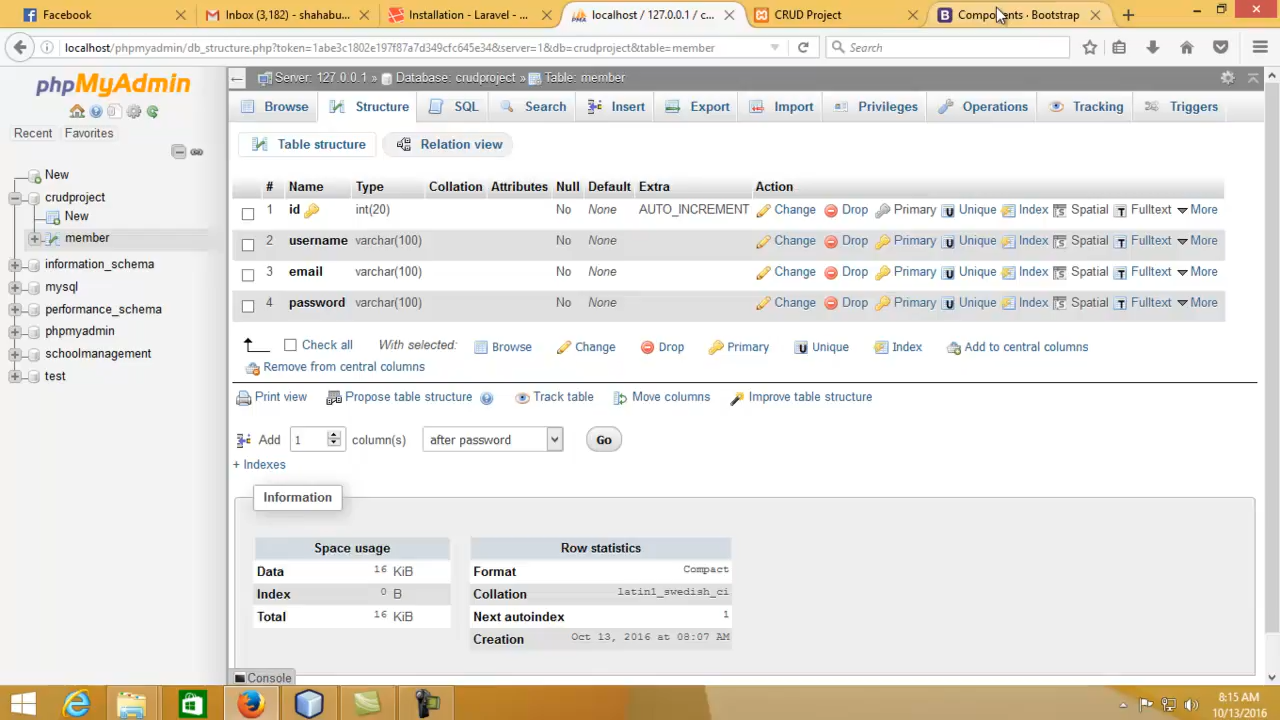 Facebook
Inbox (3,182) - shahabu...
Installation - Laravel - ...
localhost / 127.0.0.1 / c...
CRUD Project
Components · Bootstrap
localhost/phpmyadmin/db_structure.php?token=1abe3c1802e197f87a7d349cfc645e34&server=1&db=crudproject&table=member
Search
phpMyAdmin
Recent
Favorites
New
crudproject
New
member
information_schema
mysql
performance_schema
phpmyadmin
schoolmanagement
test
Server: 127.0.0.1 » Database: crudproject » Table: member
Browse Structure SQL Search Insert Export Import Privileges Operations Tracking Triggers
Table structure Relation view
# Name Type Collation Attributes Null Default Extra Action
1 id int(20) No None AUTO_INCREMENT Change Drop Primary Unique Index Spatial Fulltext More
2 username varchar(100) No None Change Drop Primary Unique Index Spatial Fulltext More
3 email varchar(100) No None Change Drop Primary Unique Index Spatial Fulltext More
4 password varchar(100) No None Change Drop Primary Unique Index Spatial Fulltext More
Check all With selected: Browse Change Drop Primary Unique Index Add to central columns
Remove from central columns
Print view Propose table structure Track table Move columns Improve table structure
Add 1 column(s) after password Go
+ Indexes
Information
Space usage
Data 16 KiB
Index 0 B
Total 16 KiB
Row statistics
Format Compact
Collation latin1_swedish_ci
Next autoindex 1
Creation Oct 13, 2016 at 08:07 AM
Console
8:15 AM
10/13/2016